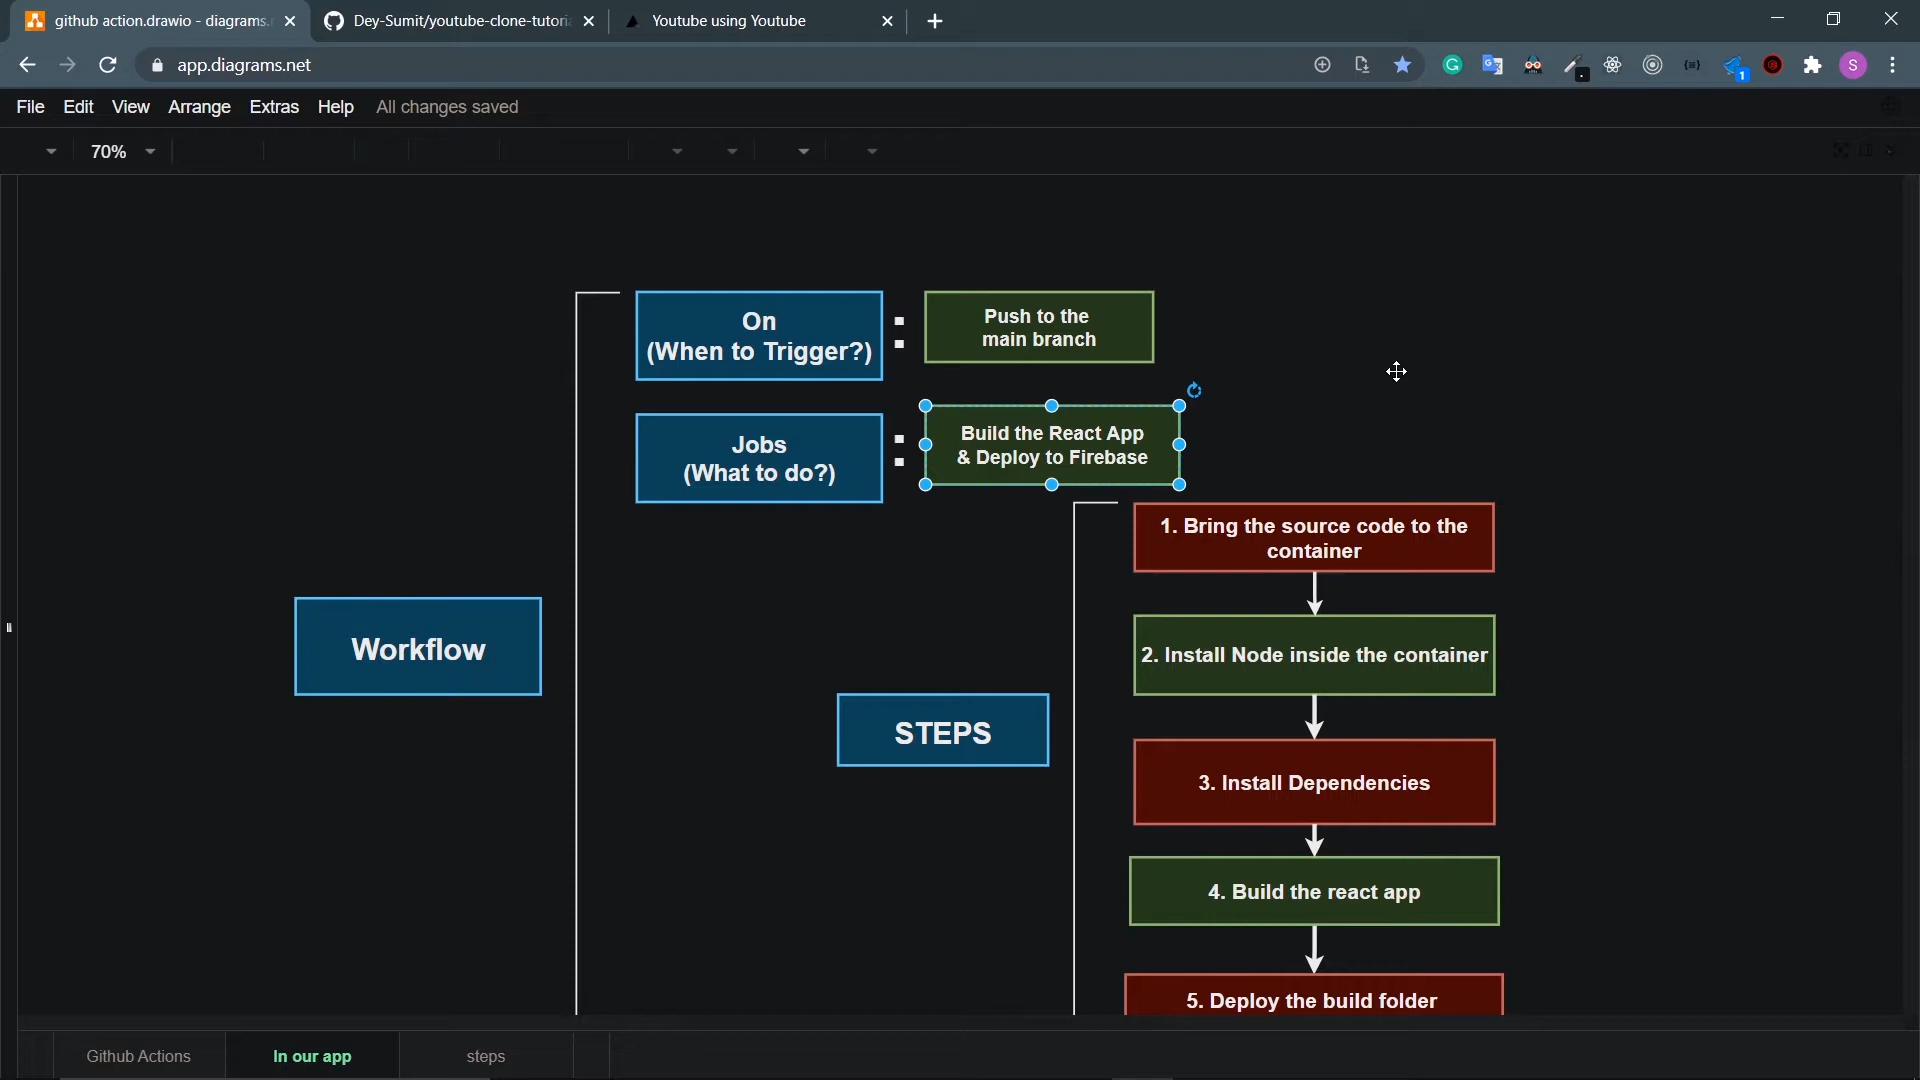 github action.drawio - diagrams.
Dey-Sumit/youtube-clone-tutori
Youtube using Youtube
app.diagrams.net
1
S
File Edit View Arrange Extras Help All changes saved
70%
On
(When to Trigger?)
:
Push to the
main branch
Jobs
(What to do?)
:
Build the React App
& Deploy to Firebase
1. Bring the source code to the
container
2. Install Node inside the container
Workflow
STEPS
3. Install Dependencies
4. Build the react app
5. Deploy the build folder
Github Actions
In our app
steps